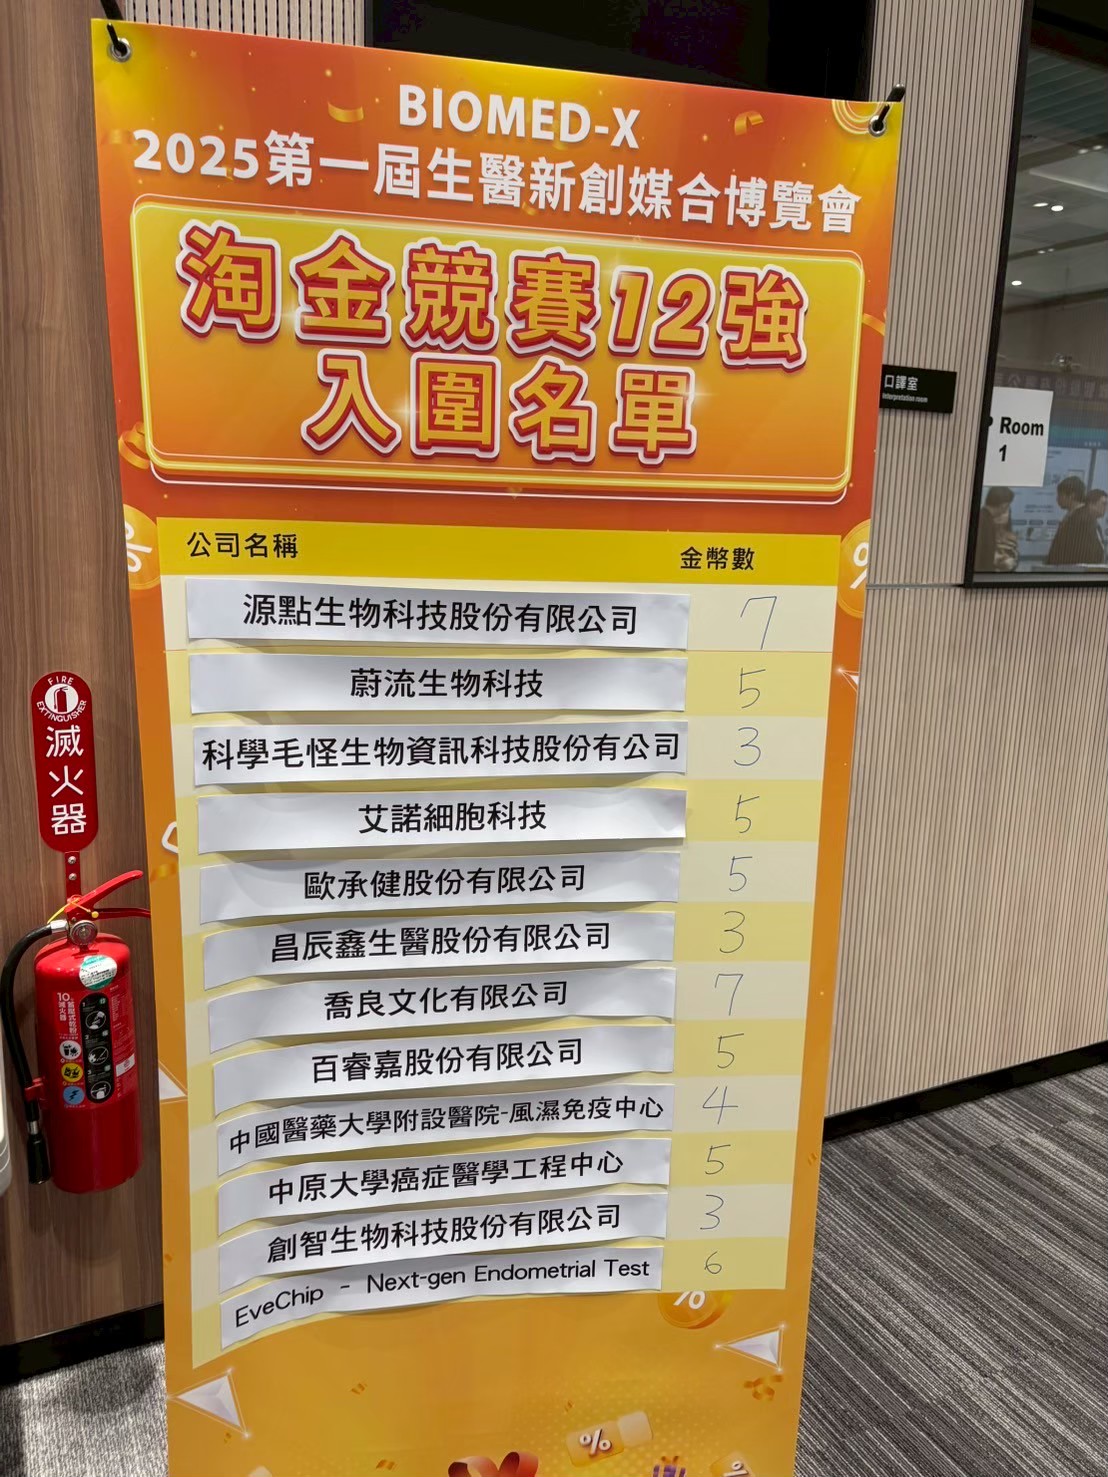 BIOMED-X
2025第一屆生醫新創媒合博覽會
淘金競賽12強
入圍名單
公司名稱 金幣數
源點生物科技股份有限公司 7
蔚流生物科技 5
科學毛怪生物資訊科技股份有公司 3
艾諾細胞科技 5
歐承健股份有限公司 5
昌辰鑫生醫股份有限公司 3
喬良文化有限公司 7
百睿嘉股份有限公司 5
中國醫藥大學附設醫院-風濕免疫中心 4
中原大學癌症醫學工程中心 5
創智生物科技股份有限公司 3
EveChip - Next-gen Endometrial Test 6
%
%
%
%
口譯室
Interpretation room
Room
1
FIRE
EXTINGUISHER
滅火器